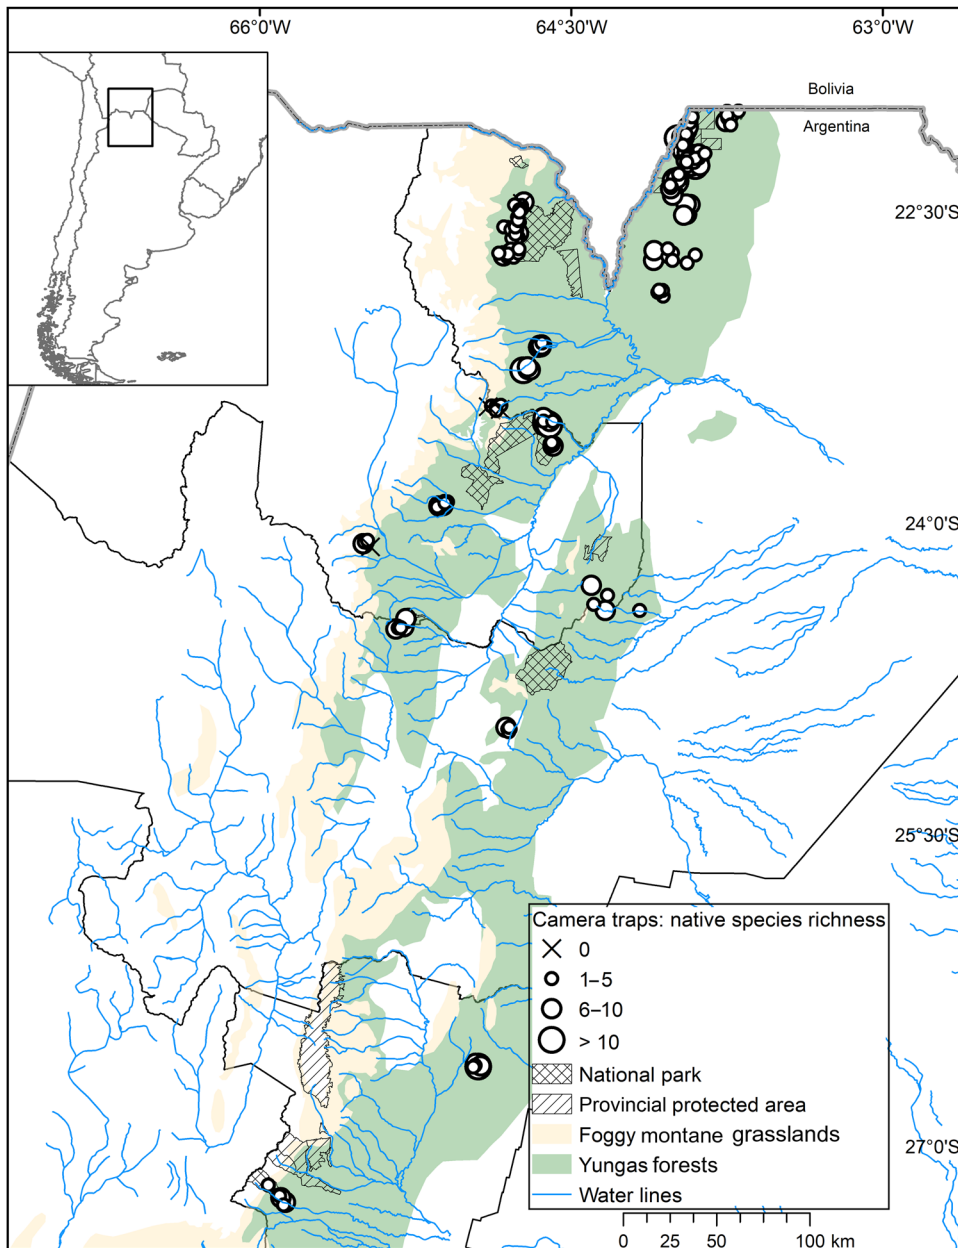 66°0'W 64°30'W 63°0'W
Bolivia
Argentina
22°30'S
24°0'S
25°30'S
Camera traps: native species richness
0
1–5
6–10
> 10
National park
Provincial protected area
Foggy montane grasslands
Yungas forests
Water lines
27°0'S
0 25 50 100 km